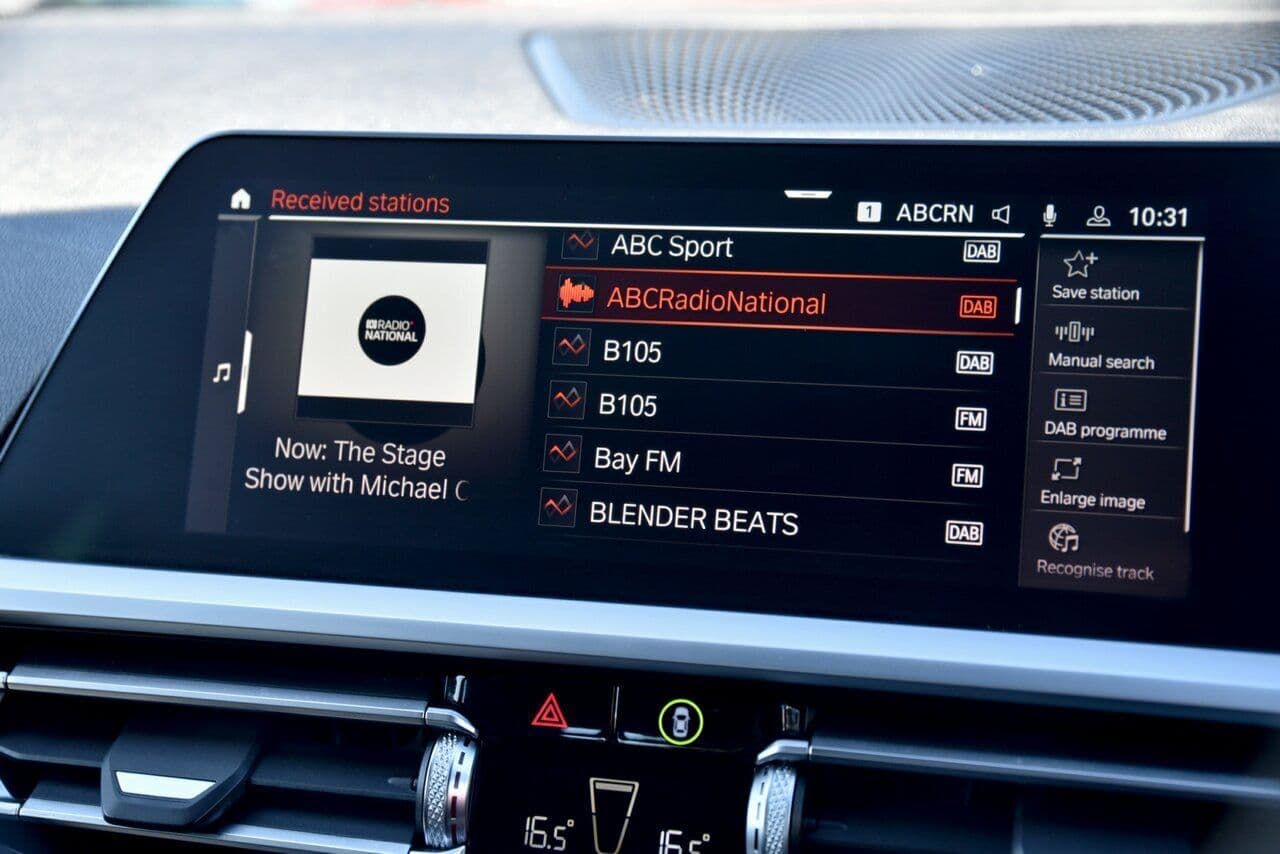 Received stations
1 ABCRN 10:31
RADIO
NATIONAL
Now: The Stage
Show with Michael C
ABC Sport DAB
ABCRadioNational DAB
B105 DAB
B105 FM
Bay FM FM
BLENDER BEATS DAB
Save station
Manual search
DAB programme
Enlarge image
Recognise track
16.5°
16.5°